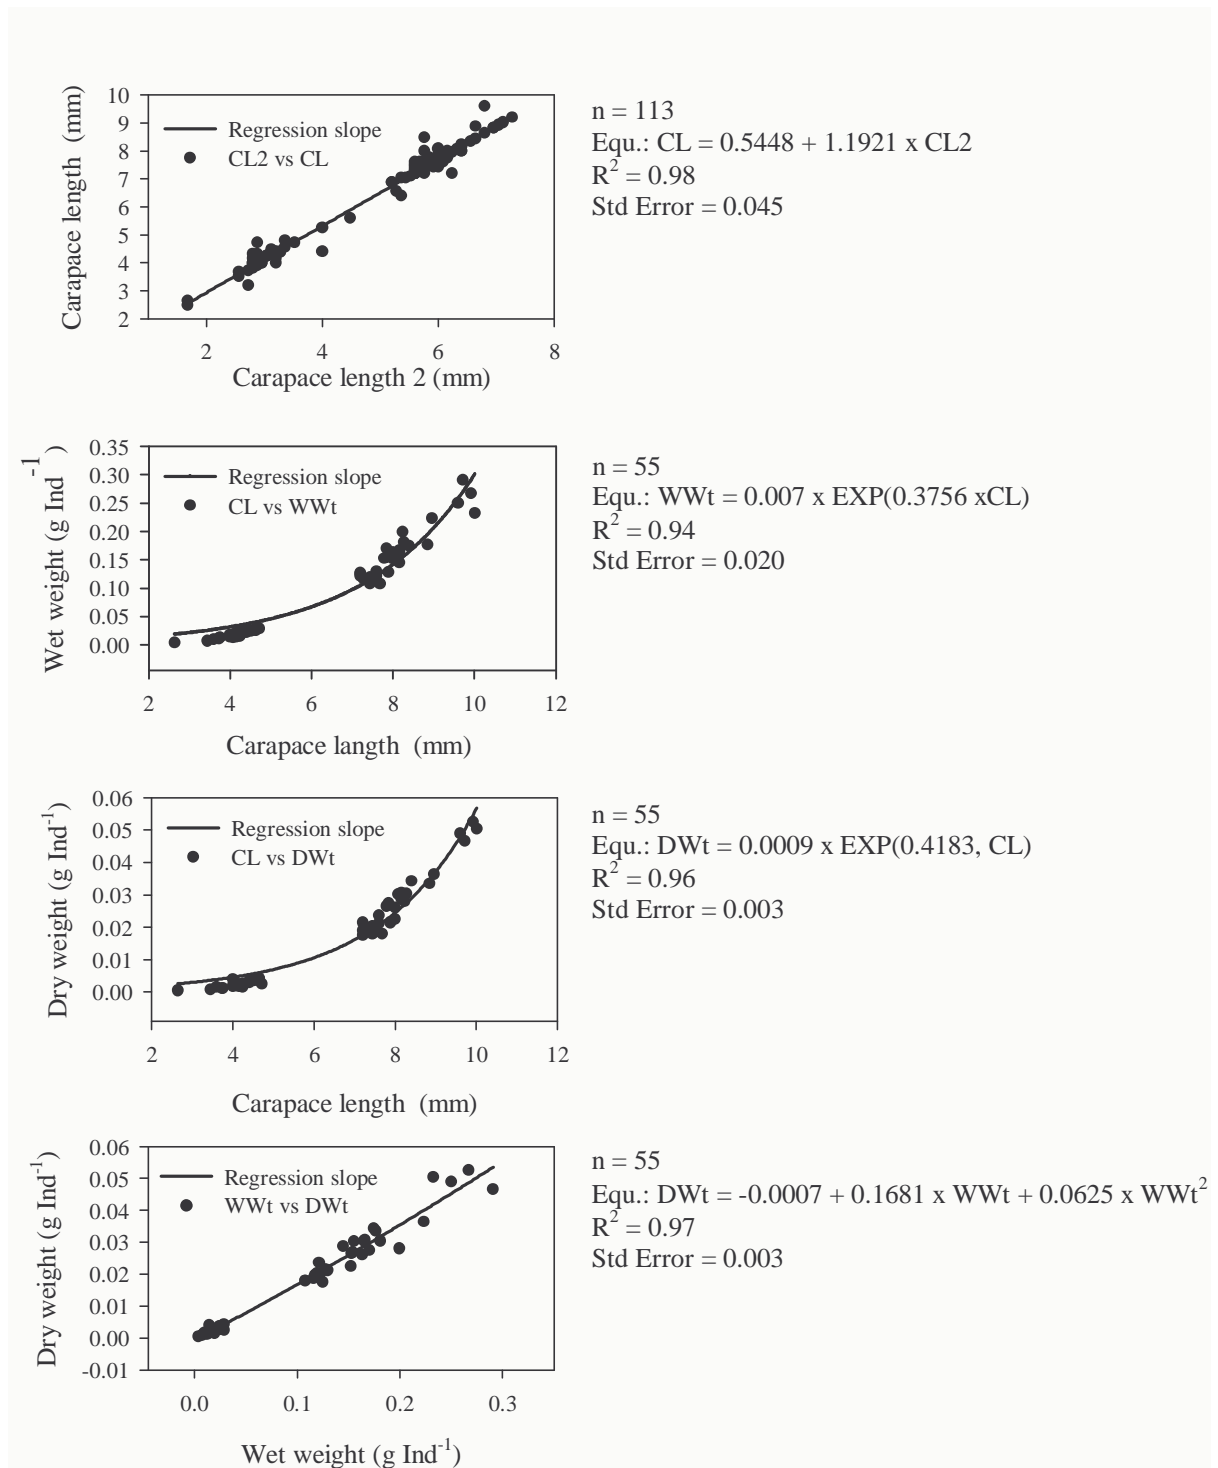 Carapace length (mm)
10
9
8
7
6
5
4
3
2
Regression slope
CL2 vs CL
2 4 6 8
Carapace length 2 (mm)
n = 113
Equ.: CL = 0.5448 + 1.1921 x CL2
R² = 0.98
Std Error = 0.045
Wet weight (g Ind⁻¹)
0.35
0.30
0.25
0.20
0.15
0.10
0.05
0.00
Regression slope
CL vs WWt
2 4 6 8 10 12
Carapace langth (mm)
n = 55
Equ.: WWt = 0.007 x EXP(0.3756 xCL)
R² = 0.94
Std Error = 0.020
Dry weight (g Ind⁻¹)
0.06
0.05
0.04
0.03
0.02
0.01
0.00
Regression slope
CL vs DWt
2 4 6 8 10 12
Carapace length (mm)
n = 55
Equ.: DWt = 0.0009 x EXP(0.4183, CL)
R² = 0.96
Std Error = 0.003
Dry weight (g Ind⁻¹)
0.06
0.05
0.04
0.03
0.02
0.01
0.00
-0.01
Regression slope
WWt vs DWt
0.0 0.1 0.2 0.3
Wet weight (g Ind⁻¹)
n = 55
Equ.: DWt = -0.0007 + 0.1681 x WWt + 0.0625 x WWt²
R² = 0.97
Std Error = 0.003